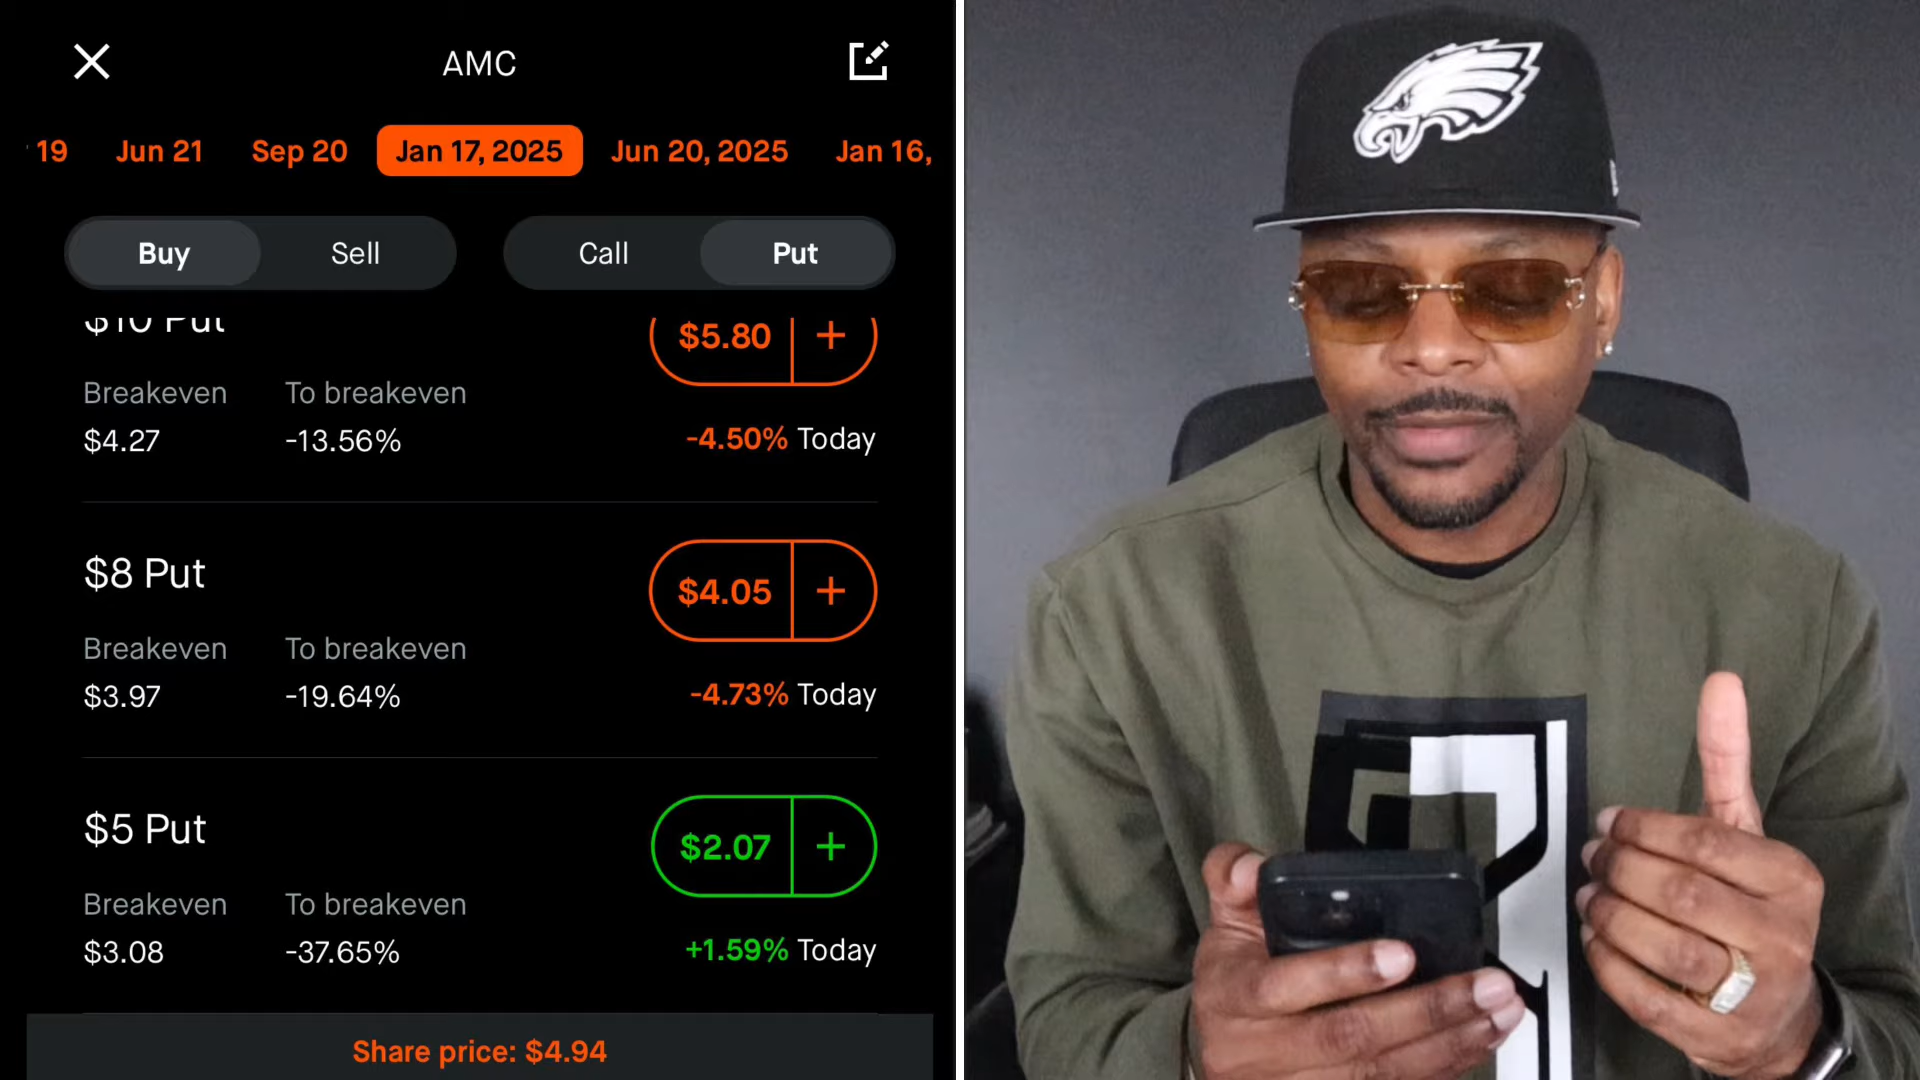 AMC
19 Jun 21 Sep 20 Jan 17, 2025 Jun 20, 2025 Jan 16,
Buy Sell Call Put
$10 Put $5.80 +
Breakeven To breakeven
$4.27 -13.56% -4.50% Today
$8 Put $4.05 +
Breakeven To breakeven
$3.97 -19.64% -4.73% Today
$5 Put $2.07 +
Breakeven To breakeven
$3.08 -37.65% +1.59% Today
Share price: $4.94